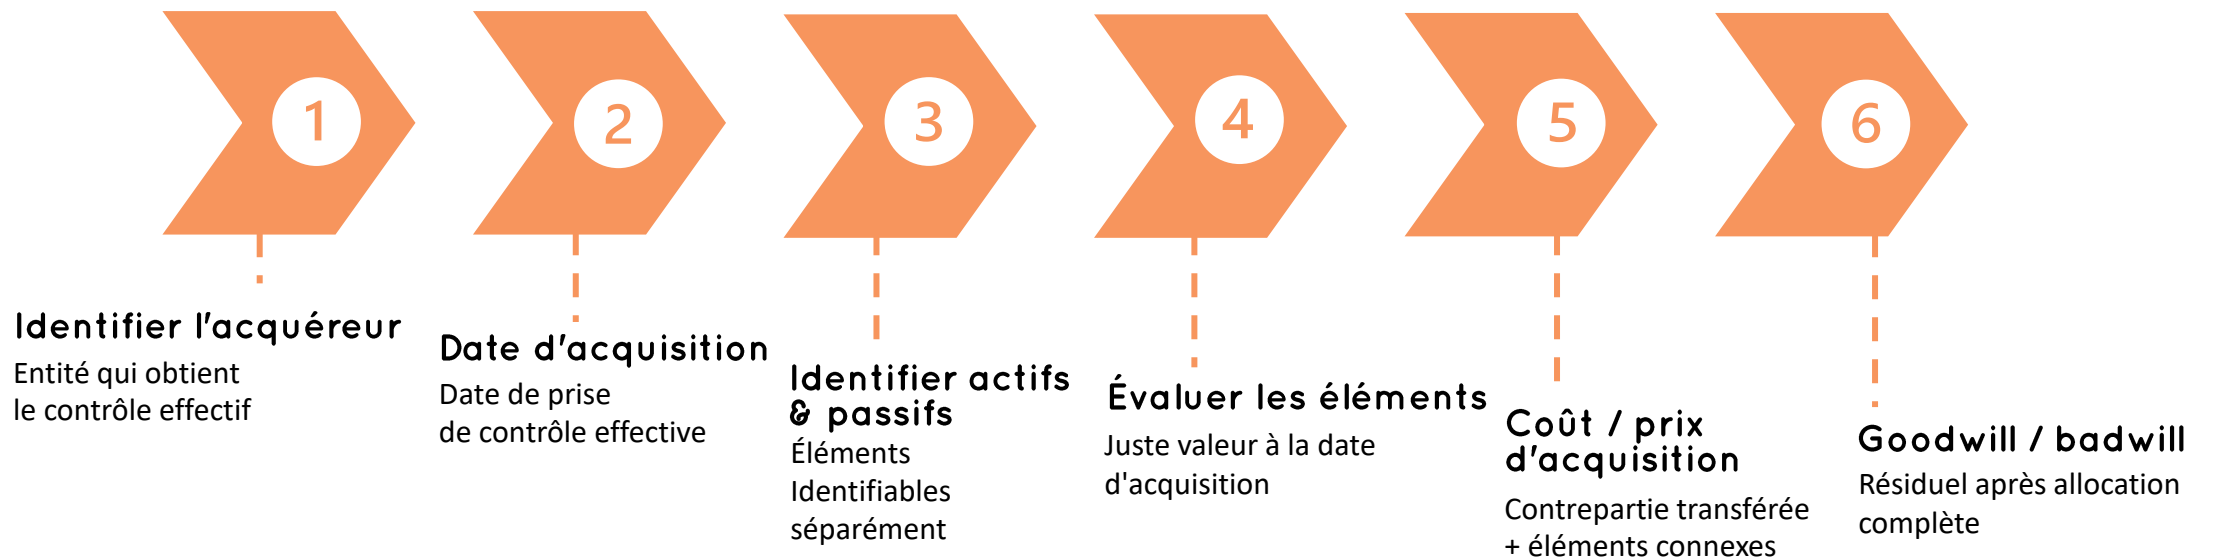 1
2
3
4
5
6
Identifier l'acquéreur
Entité qui obtient
le contrôle effectif
Date d'acquisition
Date de prise
de contrôle effective
Identifier actifs
& passifs
Éléments
Identifiables
séparément
Évaluer les éléments
Juste valeur à la date
d'acquisition
Coût / prix
d'acquisition
Contrepartie transférée
+ éléments connexes
Goodwill / badwill
Résiduel après allocation
complète